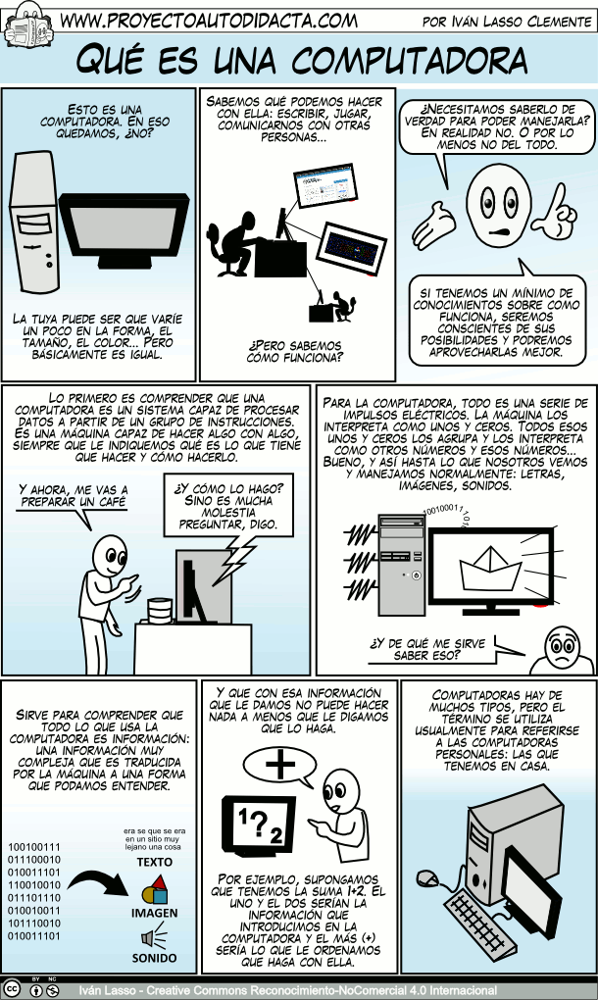 www.proyectoautodidacta.com
por Iván Lasso Clemente
Qué es una computadora
Esto es una
computadora. En eso
quedamos, ¿no?
La tuya puede ser que varíe
un poco en la forma, el
tamaño, el color... Pero
básicamente es igual.
Sabemos qué podemos hacer
con ella: escribir, jugar,
comunicarnos con otras
personas...
¿Pero sabemos
cómo funciona?
¿Necesitamos saberlo de
verdad para poder manejarla?
En realidad no. O por lo
menos no del todo.
si tenemos un mínimo de
conocimientos sobre como
funciona, seremos
conscientes de sus
posibilidades y podremos
aprovecharlas mejor.
Lo primero es comprender que una
computadora es un sistema capaz de procesar
datos a partir de un grupo de instrucciones.
Es una máquina capaz de hacer algo con algo,
siempre que le indiquemos qué es lo que tiene
que hacer y cómo hacerlo.
Y ahora, me vas a
preparar un café
¿Y cómo lo hago?
Sino es mucha
molestia
preguntar, digo.
Para la computadora, todo es una serie de
impulsos eléctricos. La máquina los
interpreta como unos y ceros. Todos esos
unos y ceros los agrupa y los interpreta
como otros números y esos números...
Bueno, y así hasta lo que nosotros vemos
y manejamos normalmente: letras,
imágenes, sonidos.
¿Y de qué me sirve
saber eso?
Sirve para comprender que
todo lo que usa la
computadora es información:
una información muy
compleja que es traducida
por la máquina a una forma
que podamos entender.
100100111
011100010
010011101
110010010
011101110
010010011
101110010
010011101
era se que se era
en un sitio muy
lejano una cosa
TEXTO
IMAGEN
SONIDO
Y que con esa información
que le damos no puede hacer
nada a menos que le digamos
que lo haga.
+
1?2
Por ejemplo, supongamos
que tenemos la suma 1+2. El
uno y el dos serían la
información que
introducimos en la
computadora y el más (+)
sería lo que le ordenamos
que haga con ella.
Computadoras hay de
muchos tipos, pero el
término se utiliza
usualmente para referirse
a las computadoras
personales: las que
tenemos en casa.
cc BY NC
Iván Lasso - Creative Commons Reconocimiento-NoComercial 4.0 Internacional